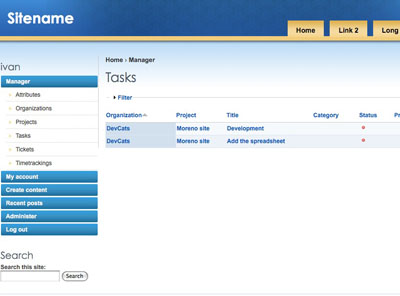 Sitename
Home Link 2 Long
ivan
Manager
Attributes
Organizations
Projects
Tasks
Tickets
Timetrackings
My account
Create content
Recent posts
Administer
Log out
Search
Search this site:
Search
Home › Manager
Tasks
Filter
Organization Project Title Category Status Pr
DevCats Moreno site Development
DevCats Moreno site Add the spreadsheet